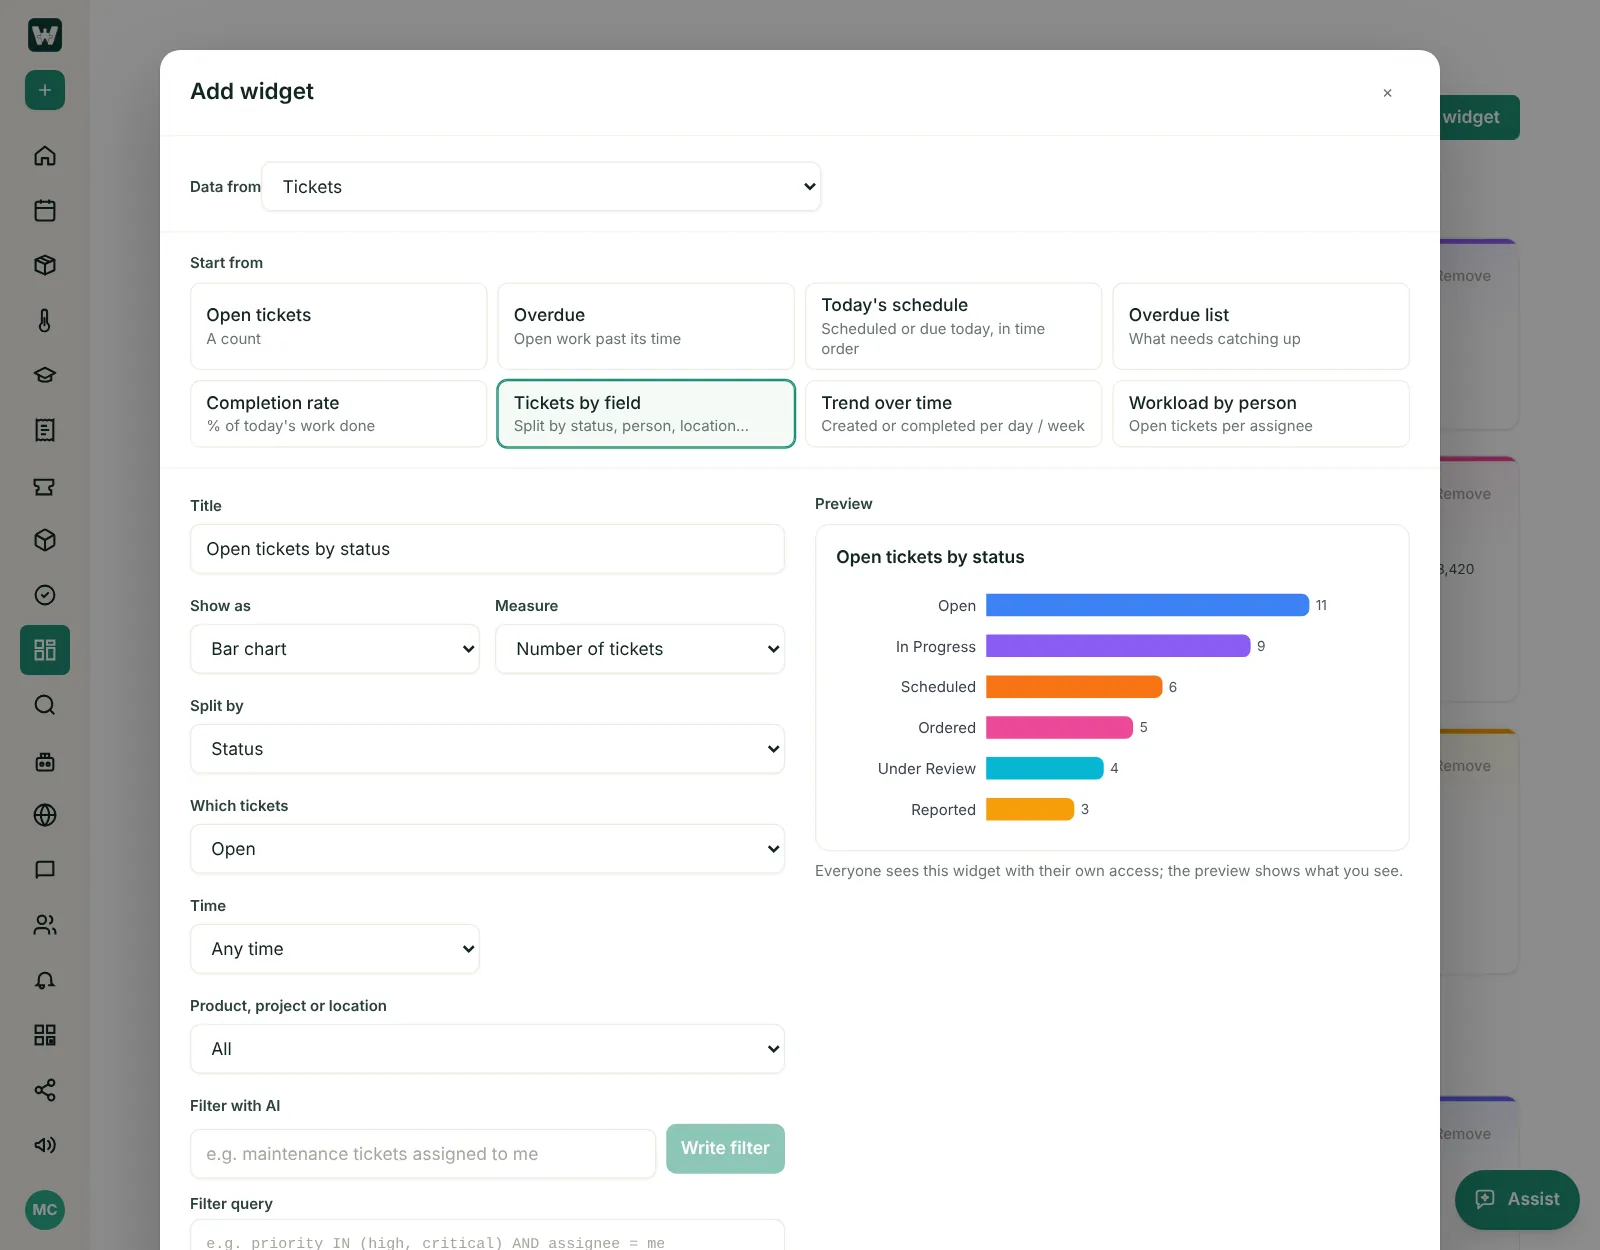 W
+
Add widget
×
widget
Data from
Tickets
Start from
Open tickets
A count
Overdue
Open work past its time
Today's schedule
Scheduled or due today, in time
order
Overdue list
What needs catching up
Completion rate
% of today's work done
Tickets by field
Split by status, person, location...
Trend over time
Created or completed per day / week
Workload by person
Open tickets per assignee
Remove
Remove
3,420
Remove
Remove
Title
Open tickets by status
Show as
Measure
Bar chart
Number of tickets
Split by
Status
Which tickets
Open
Time
Any time
Product, project or location
All
Filter with AI
e.g. maintenance tickets assigned to me
Write filter
Filter query
e.g. priority IN (high, critical) AND assignee = me
Preview
Open tickets by status
Open 11
In Progress 9
Scheduled 6
Ordered 5
Under Review 4
Reported 3
Everyone sees this widget with their own access; the preview shows what you see.
MC
Assist